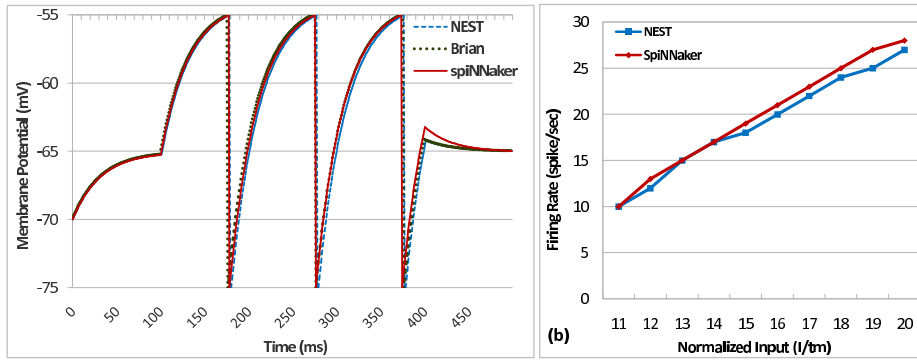 -55
-65
-70
-75
Membrane Potential (mV)
0
50
100
150
200
250
300
350
400
450
Time (ms)
NEST
Brian
spiNNaker
30
25
20
15
10
5
0
Firing Rate (spike/sec)
NEST
SpiNNaker
11 12 13 14 15 16 17 18 19 20
(b)
Normalized Input (I/tm)